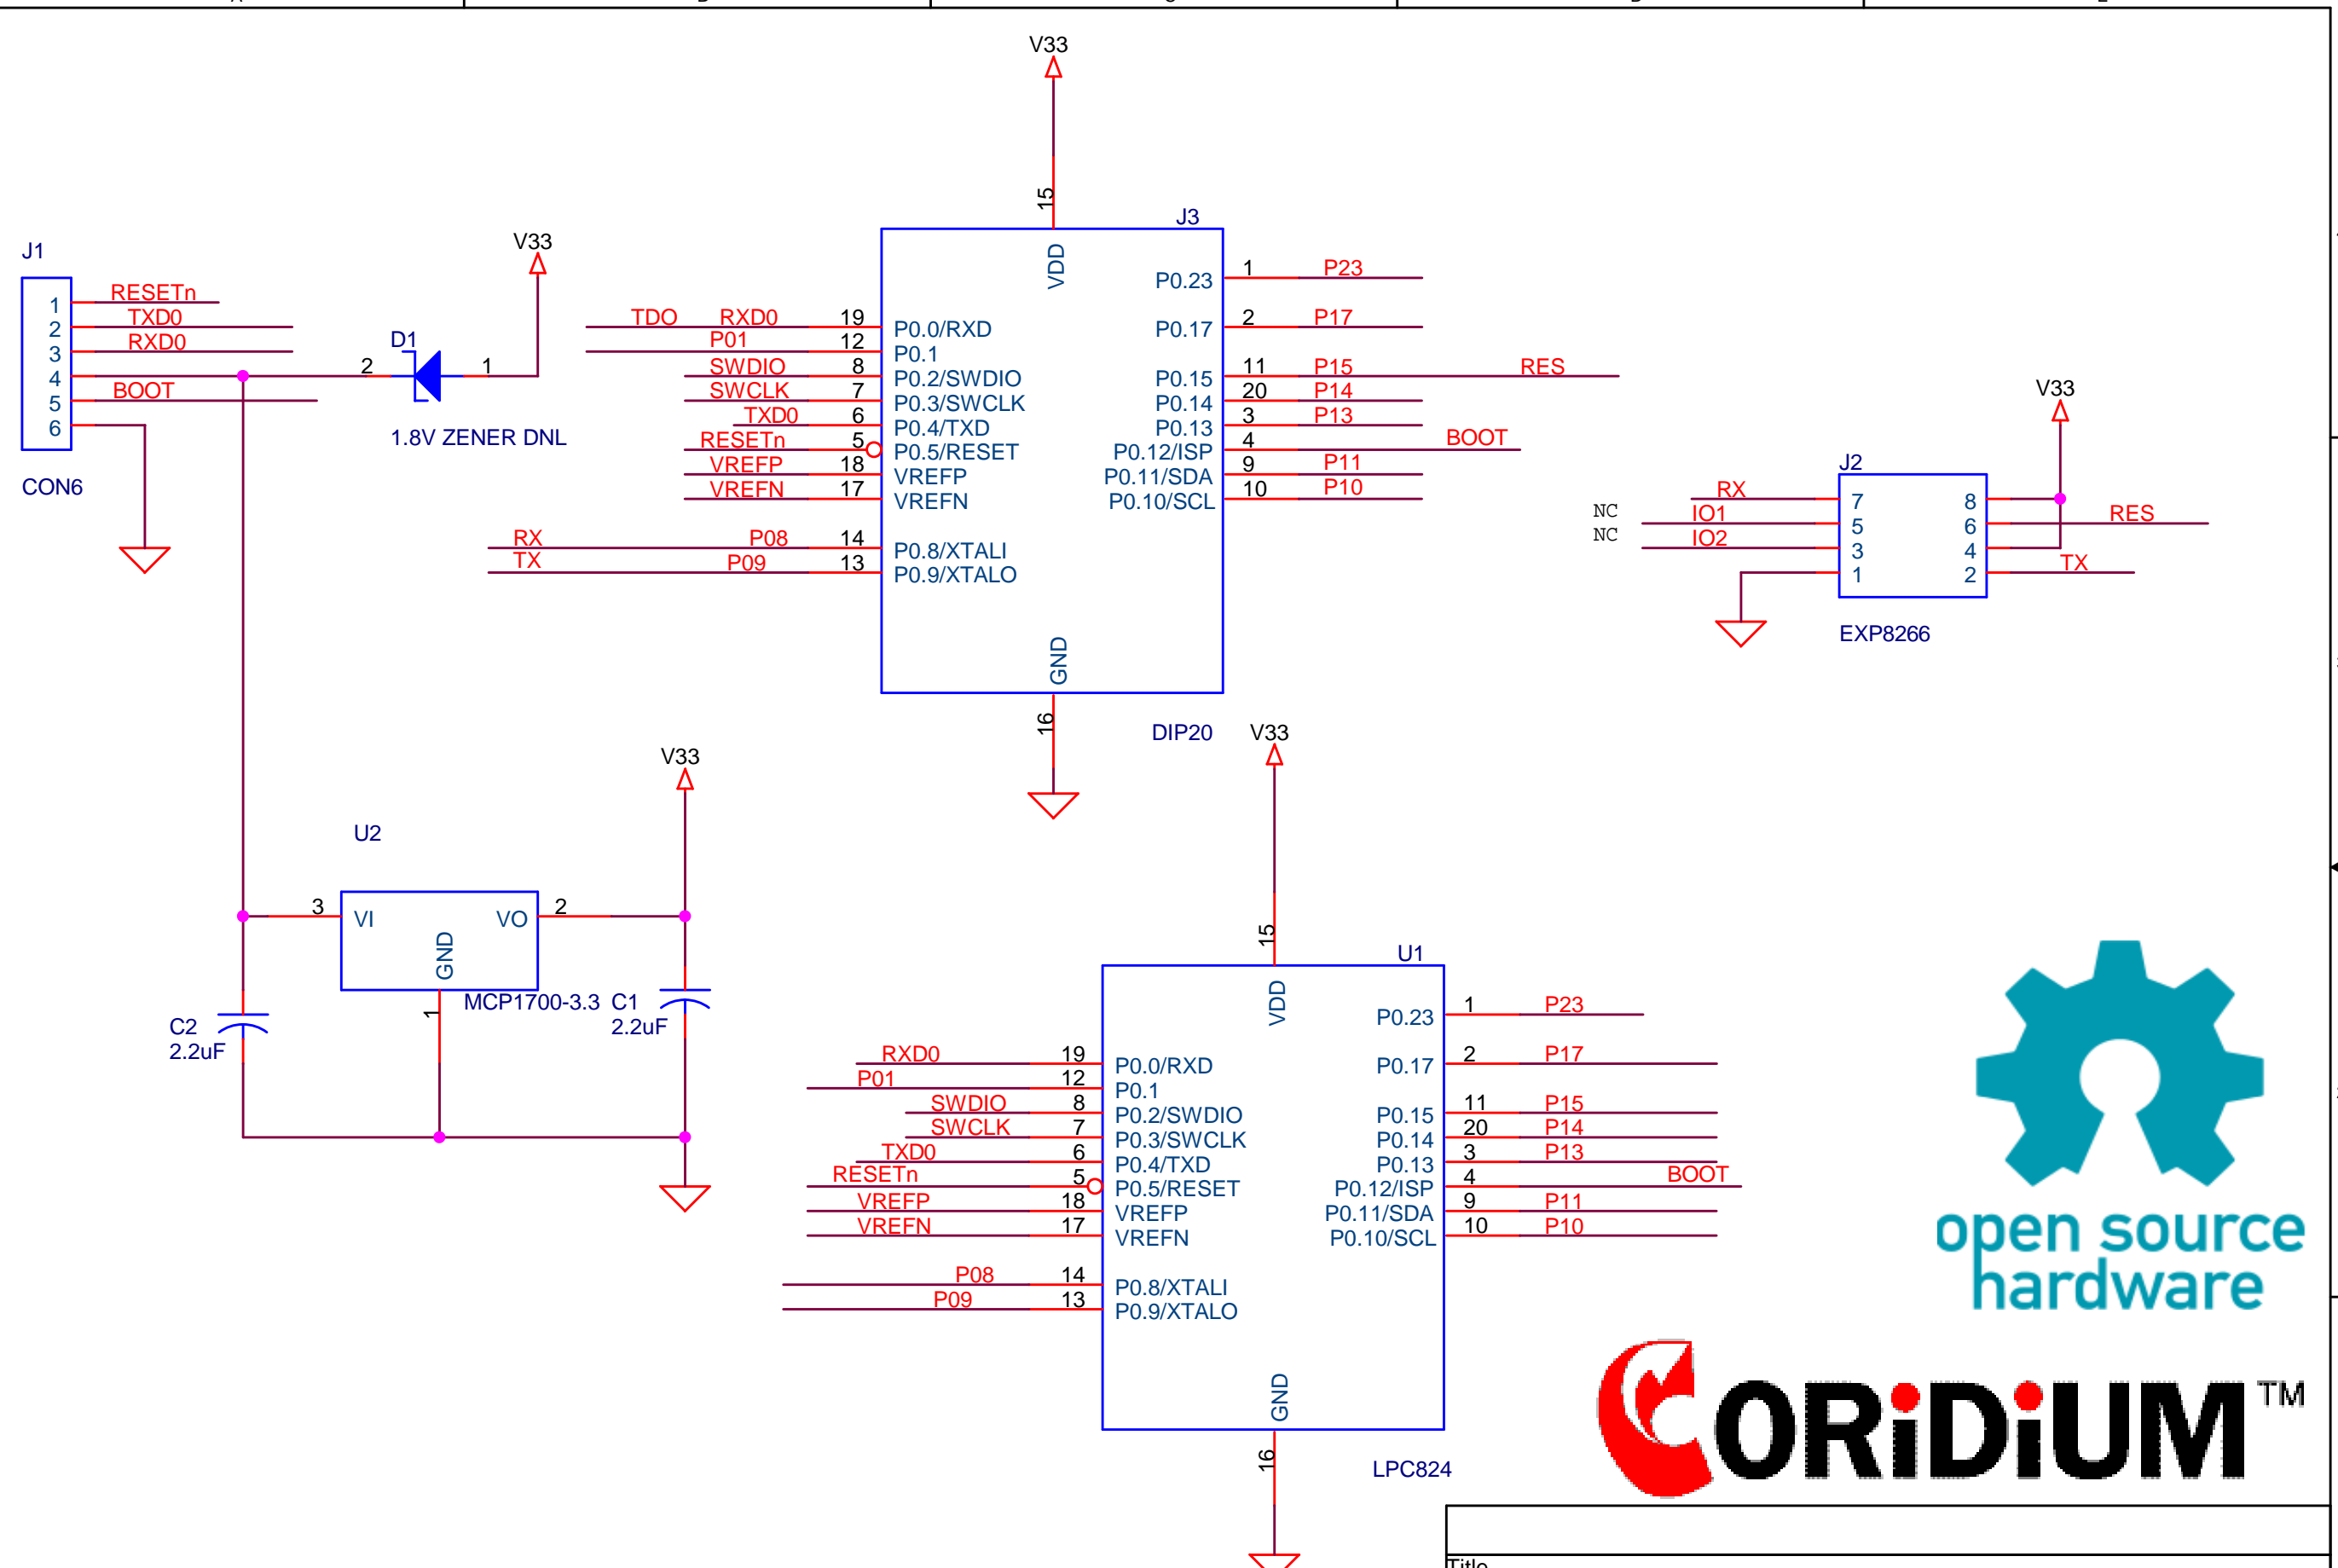 V33
15
J3
VDD
P0.23 1 P23
P0.17 2 P17
P0.15 11 P15 RES
P0.14 20 P14
P0.13 3 P13
P0.12/ISP 4 BOOT
P0.11/SDA 9 P11
P0.10/SCL 10 P10
TDO RXD0 19 P0.0/RXD
P01 12 P0.1
SWDIO 8 P0.2/SWDIO
SWCLK 7 P0.3/SWCLK
TXD0 6 P0.4/TXD
RESETn 5 P0.5/RESET
VREFP 18 VREFP
VREFN 17 VREFN
RX P08 14 P0.8/XTALI
TX P09 13 P0.9/XTALO
GND
16
DIP20
J1
1 RESETn
2 TXD0
3 RXD0
4
5 BOOT
6
CON6
V33
D1
2 1
1.8V ZENER DNL
V33
J2
RX 7 8
NC IO1 5 6 RES
NC IO2 3 4
1 2 TX
EXP8266
V33
U2
3 VI VO 2
GND
1
MCP1700-3.3
C1
2.2uF
C2
2.2uF
V33
15
U1
VDD
P0.23 1 P23
P0.17 2 P17
P0.15 11 P15
P0.14 20 P14
P0.13 3 P13
P0.12/ISP 4 BOOT
P0.11/SDA 9 P11
P0.10/SCL 10 P10
RXD0 19 P0.0/RXD
P01 12 P0.1
SWDIO 8 P0.2/SWDIO
SWCLK 7 P0.3/SWCLK
TXD0 6 P0.4/TXD
RESETn 5 P0.5/RESET
VREFP 18 VREFP
VREFN 17 VREFN
P08 14 P0.8/XTALI
P09 13 P0.9/XTALO
GND
16
LPC824
open source
hardware
CORiDiUM TM
Title